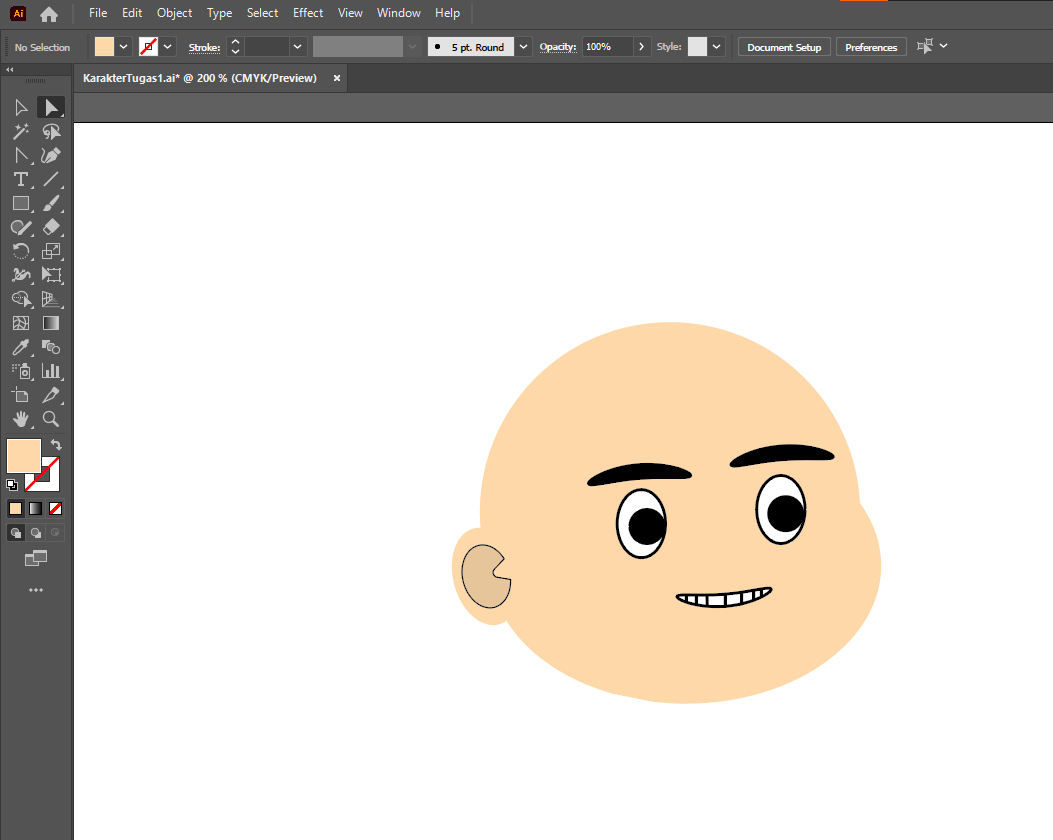 Ai File Edit Object Type Select Effect View Window Help
No Selection Stroke: 5 pt. Round Opacity: 100% Style: Document Setup Preferences
KarakterTugas1.ai* @ 200 % (CMYK/Preview) ×
T